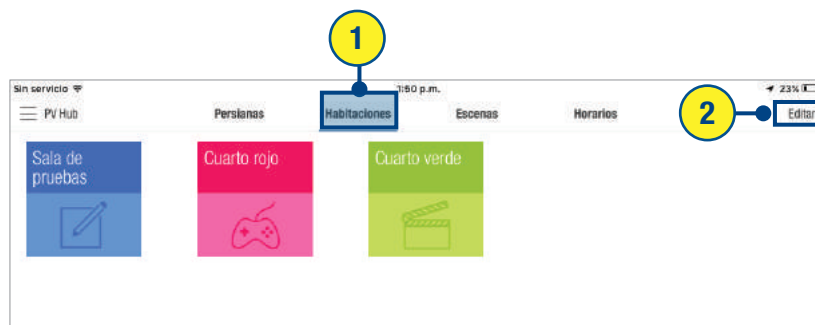 1
Sin servicio 1:50 p.m. 23%
PV Hub Persianas Habitaciones Escenas Horarios 2 Editar
Sala de Cuarto rojo Cuarto verde
pruebas